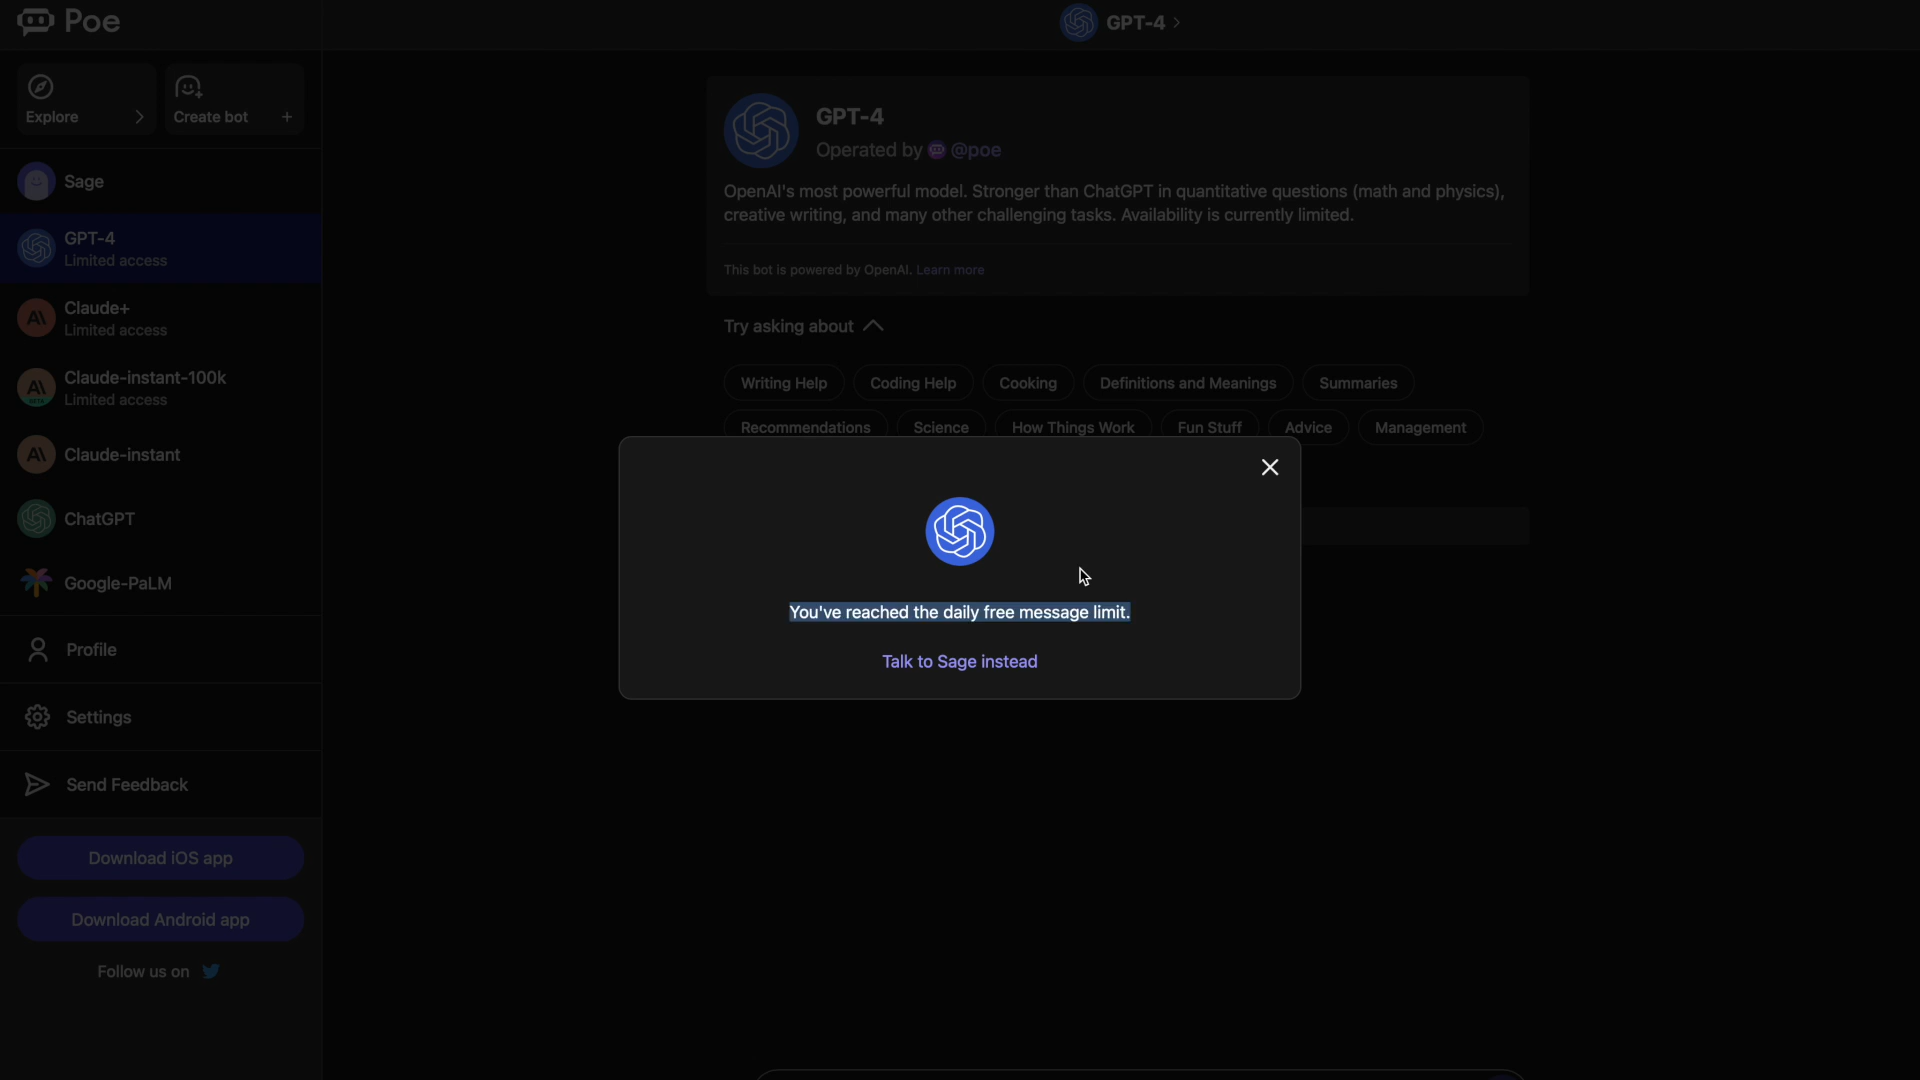 Poe
GPT-4
Explore
Create bot
Sage
GPT-4
Limited access
Claude+
Limited access
Claude-instant-100k
Limited access
Claude-instant
ChatGPT
Google-PaLM
Profile
Settings
Send Feedback
Download iOS app
Download Android app
Follow us on
GPT-4
Operated by @poe
OpenAI's most powerful model. Stronger than ChatGPT in quantitative questions (math and physics),
creative writing, and many other challenging tasks. Availability is currently limited.
This bot is powered by OpenAI. Learn more
Try asking about
Writing Help Coding Help Cooking Definitions and Meanings Summaries
Recommendations Science How Things Work Fun Stuff Advice Management
You've reached the daily free message limit.
Talk to Sage instead